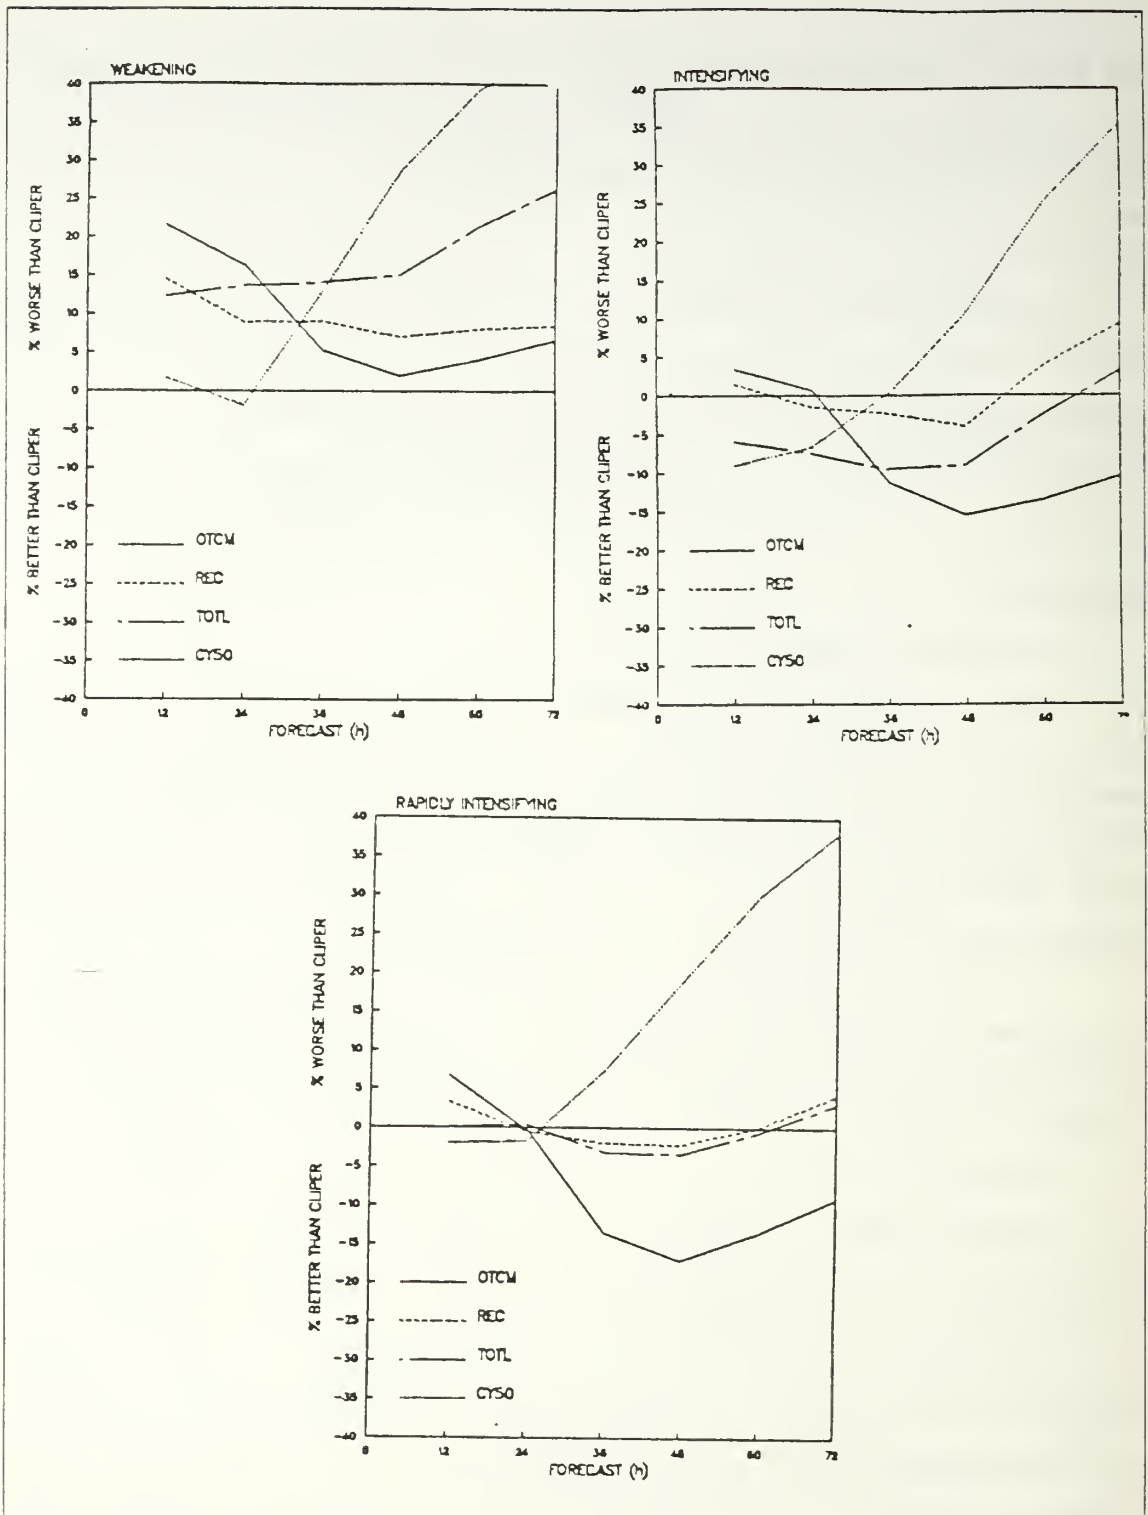 WEAKENING
40
35
30
25
20
15
10
5
0
-5
-10
-15
-20
-25
-30
-35
-40
% WORSE THAN CLIPER
% BETTER THAN CLIPER
OTCM
REC
TOTL
CY50
0 12 24 36 48 60 72
FORECAST (h)
INTENSIFYING
40
35
30
25
20
15
10
5
0
-5
-10
-15
-20
-25
-30
-35
-40
% WORSE THAN CLIPER
% BETTER THAN CLIPER
OTCM
REC
TOTL
CY50
0 12 24 36 48 60 72
FORECAST (h)
RAPIDLY INTENSIFYING
40
35
30
25
20
15
10
5
0
-5
-10
-15
-20
-25
-30
-35
-40
% WORSE THAN CLIPER
% BETTER THAN CLIPER
OTCM
REC
TOTL
CY50
0 12 24 36 48 60 72
FORECAST (h)